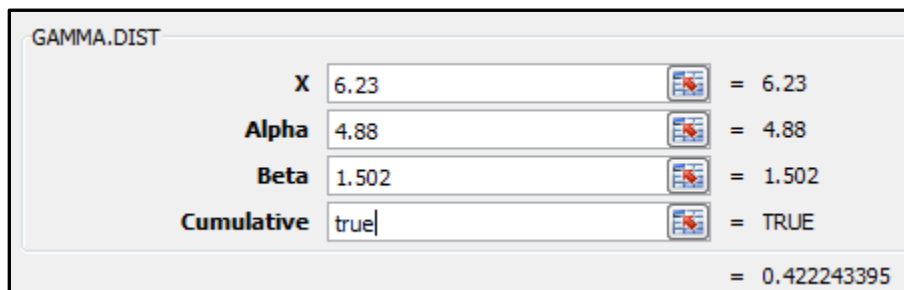 GAMMA.DIST
X 6.23 = 6.23
Alpha 4.88 = 4.88
Beta 1.502 = 1.502
Cumulative true = TRUE
= 0.422243395